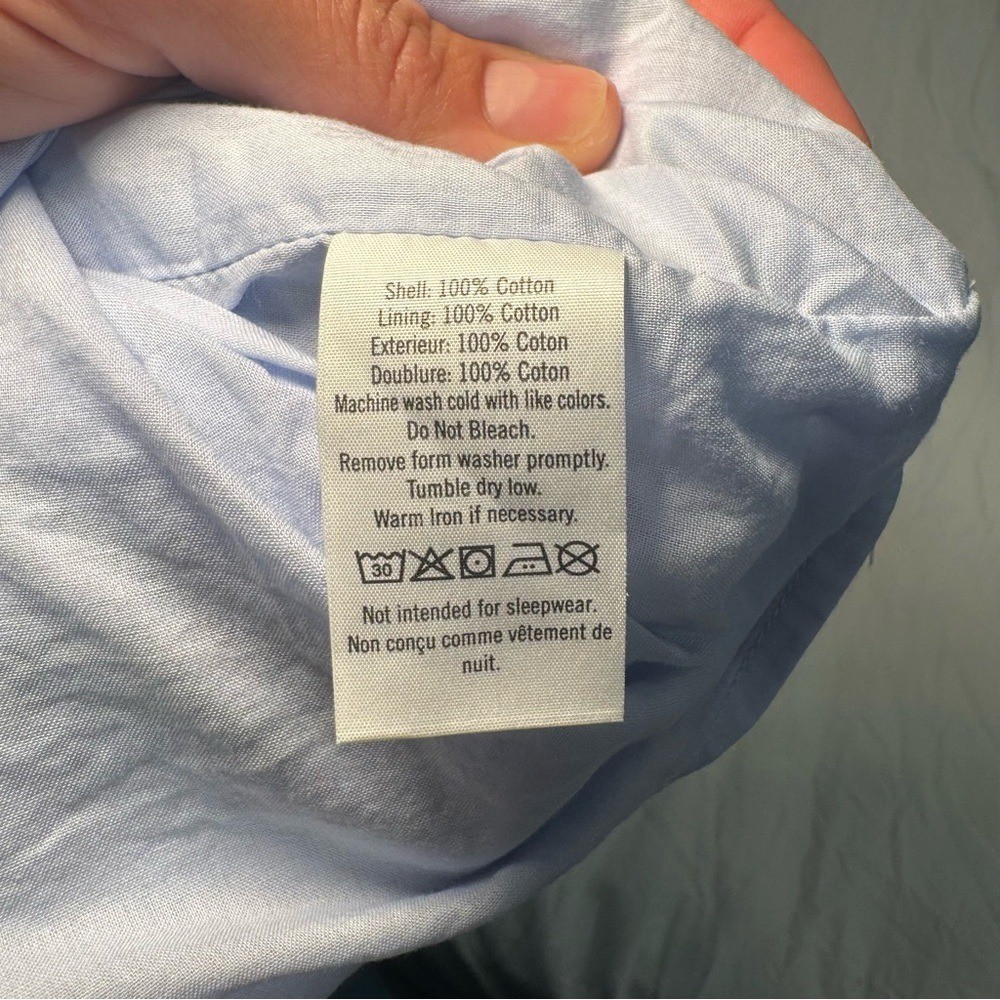 Shell: 100% Cotton
Lining: 100% Cotton
Exterieur: 100% Coton
Doublure: 100% Coton
Machine wash cold with like colors.
Do Not Bleach.
Remove form washer promptly.
Tumble dry low.
Warm Iron if necessary.
30
Not intended for sleepwear.
Non conçu comme vêtement de
nuit.